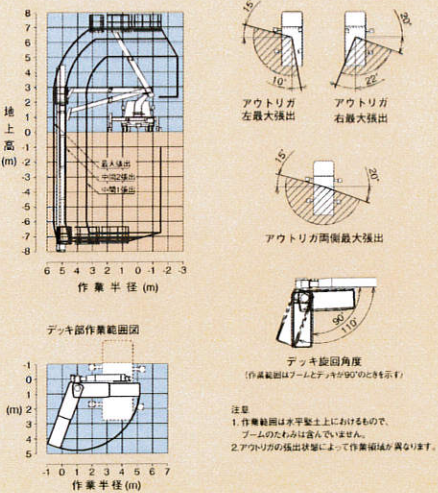 8
7
6
5
4
3
2
1
0
-1
-2
-3
-4
-5
-6
-7
-8
地上高(m)
最大張出
中間2張出
中間1張出
6 5 4 3 2 1 0 -1 -2 -3
作業半径(m)
15° 10°
アウトリガ
左最大張出
20° 22°
アウトリガ
右最大張出
15° 20°
アウトリガ両側最大張出
90°
110°
デッキ旋回角度
(作業範囲はブームとデッキが90°のときを示す)
デッキ部作業範囲図
-1
0
1
2
3
4
5
(m)
-1 0 1 2 3 4 5 6 7
作業半径(m)
注意
1.作業範囲は水平堅土上におけるもので、
ブームのたわみは含んでいません。
2.アウトリガの張出状態によって作業領域が異なります。